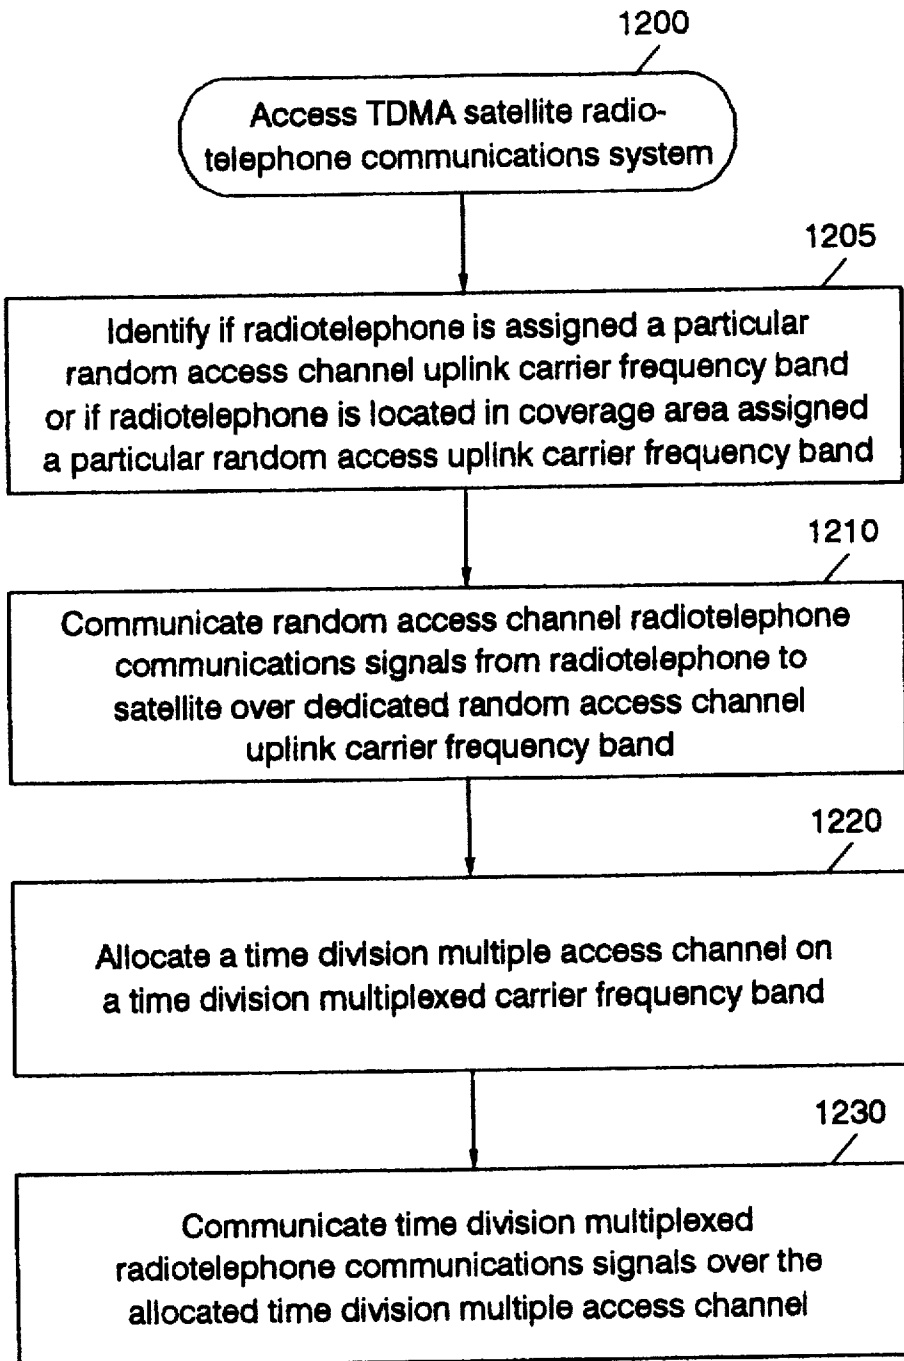 1200
Access TDMA satellite radio-
telephone communications system
1205
Identify if radiotelephone is assigned a particular
random access channel uplink carrier frequency band
or if radiotelephone is located in coverage area assigned
a particular random access uplink carrier frequency band
1210
Communicate random access channel radiotelephone
communications signals from radiotelephone to
satellite over dedicated random access channel
uplink carrier frequency band
1220
Allocate a time division multiple access channel on
a time division multiplexed carrier frequency band
1230
Communicate time division multiplexed
radiotelephone communications signals over the
allocated time division multiple access channel